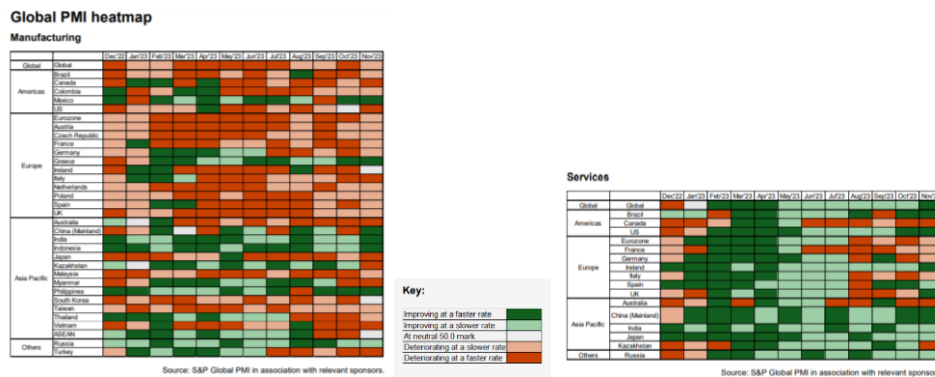 Global PMI heatmap
Manufacturing
Dec'22 Jan'23 Feb'23 Mar'23 Apr'23 May'23 Jun'23 Jul'23 Aug'23 Sep'23 Oct'23 Nov'23
Global Global
Americas
Brazil
Canada
Colombia
Mexico
US
Europe
Eurozone
Austria
Czech Republic
France
Germany
Greece
Ireland
Italy
Netherlands
Poland
Spain
UK
Asia Pacific
Australia
China (Mainland)
India
Indonesia
Japan
Kazakhstan
Malaysia
Myanmar
Philippines
South Korea
Taiwan
Thailand
Vietnam
ASEAN
Others
Russia
Turkey
Source: S&P Global PMI in association with relevant sponsors.
Key:
Improving at a faster rate
Improving at a slower rate
At neutral 50.0 mark
Deteriorating at a slower rate
Deteriorating at a faster rate
Services
Dec'22 Jan'23 Feb'23 Mar'23 Apr'23 May'23 Jun'23 Jul'23 Aug'23 Sep'23 Oct'23 Nov'2
Global Global
Americas
Brazil
Canada
US
Europe
Eurozone
France
Germany
Ireland
Italy
Spain
UK
Asia Pacific
Australia
China (Mainland)
India
Japan
Kazakhstan
Others Russia
Source: S&P Global PMI in association with relevant sponsor